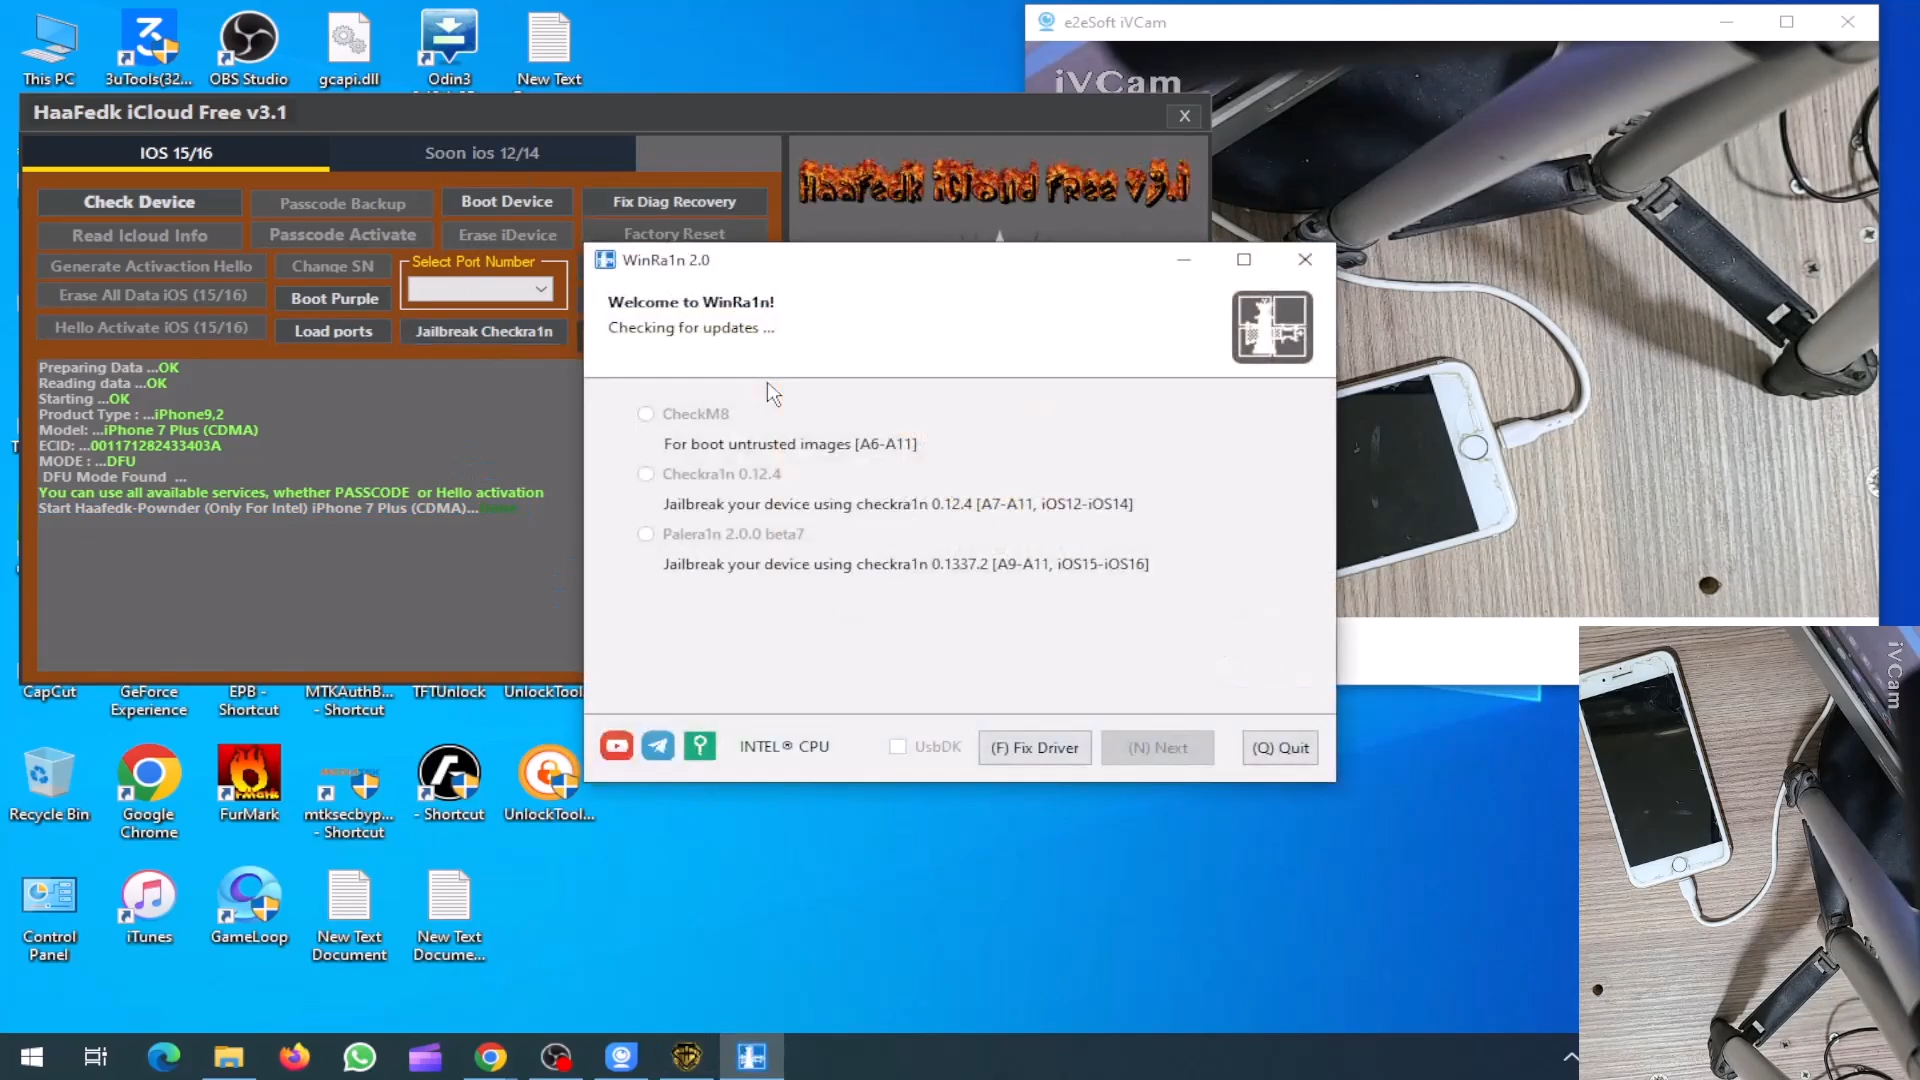 This PC
3uTools(32...
OBS Studio
gcapi.dll
Odin3
New Text
e2eSoft iVCam
iVCam
HaaFedk iCloud Free v3.1
X
IOS 15/16
Soon ios 12/14
Haafedk iCloud Free v3.1
Check Device
Passcode Backup
Boot Device
Fix Diag Recovery
Read Icloud Info
Passcode Activate
Erase iDevice
Factory Reset
Generate Activaction Hello
Change SN
Select Port Number
Erase All Data iOS (15/16)
Boot Purple
Hello Activate iOS (15/16)
Load ports
Jailbreak Checkra1n
Preparing Data ...OK
Reading data ...OK
Starting ...OK
Product Type : ...iPhone9,2
Model: ...iPhone 7 Plus (CDMA)
ECID: ...001171282433403A
MODE : ...DFU
DFU Mode Found ...
You can use all available services, whether PASSCODE or Hello activation
Start Haafedk-Pownder (Only For Intel) iPhone 7 Plus (CDMA)...
WinRa1n 2.0
Welcome to WinRa1n!
Checking for updates ...
CheckM8
For boot untrusted images [A6-A11]
Checkra1n 0.12.4
Jailbreak your device using checkra1n 0.12.4 [A7-A11, iOS12-iOS14]
Palera1n 2.0.0 beta7
Jailbreak your device using checkra1n 0.1337.2 [A9-A11, iOS15-iOS16]
INTEL® CPU
UsbDK
(F) Fix Driver
(N) Next
(Q) Quit
iVCam
CapCut
GeForce
Experience
EPB -
Shortcut
MTKAuthB...
- Shortcut
TFTUnlock
UnlockTool
Recycle Bin
Google
Chrome
FurMark
mtksecbyp...
- Shortcut
- Shortcut
UnlockTool...
Control
Panel
iTunes
GameLoop
New Text
Document
New Text
Docume...